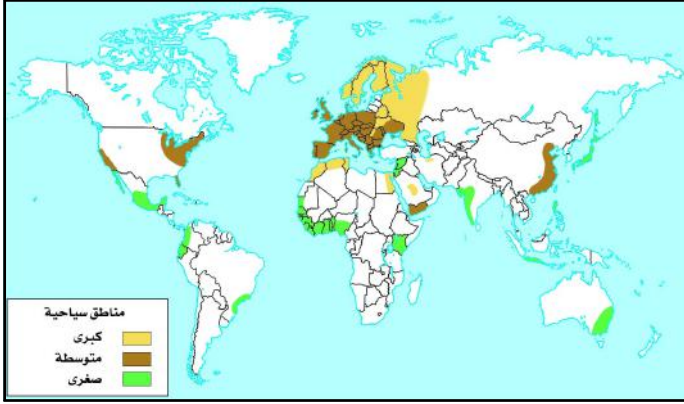 مناطق سياحية
كبرى
متوسطة
صغرى